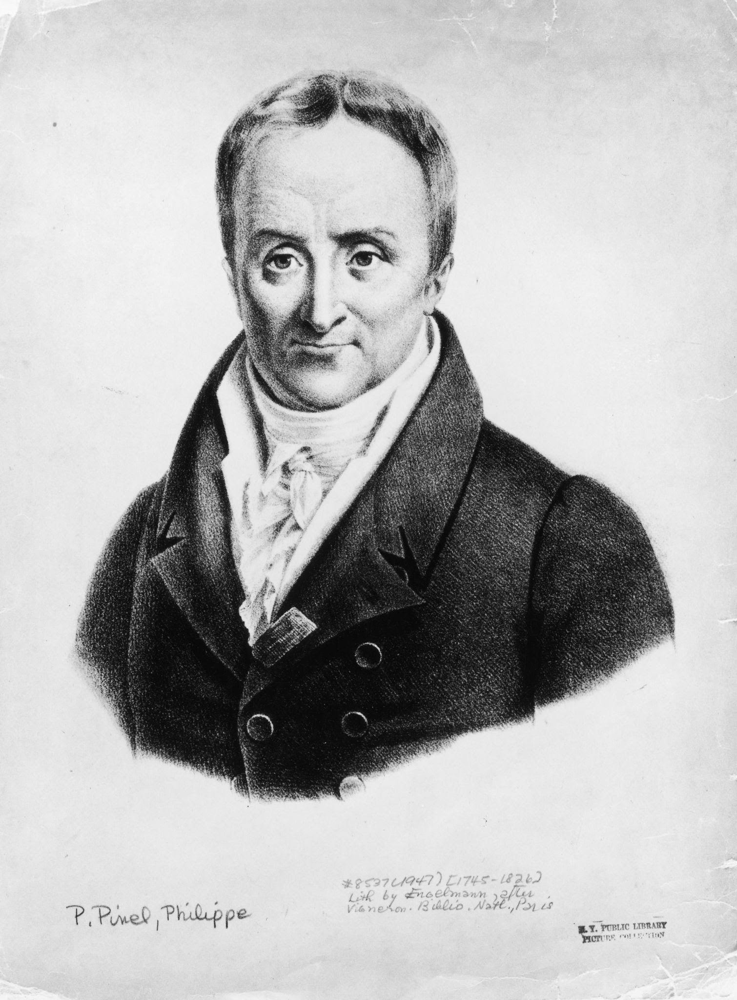 #8537(1947) [1745-1826]
Lith by Engelmann, after
Vigneron. Biblio. Natl., Paris
P. Pinel, Philippe
N. Y. PUBLIC LIBRARY
PICTURE COLLECTION